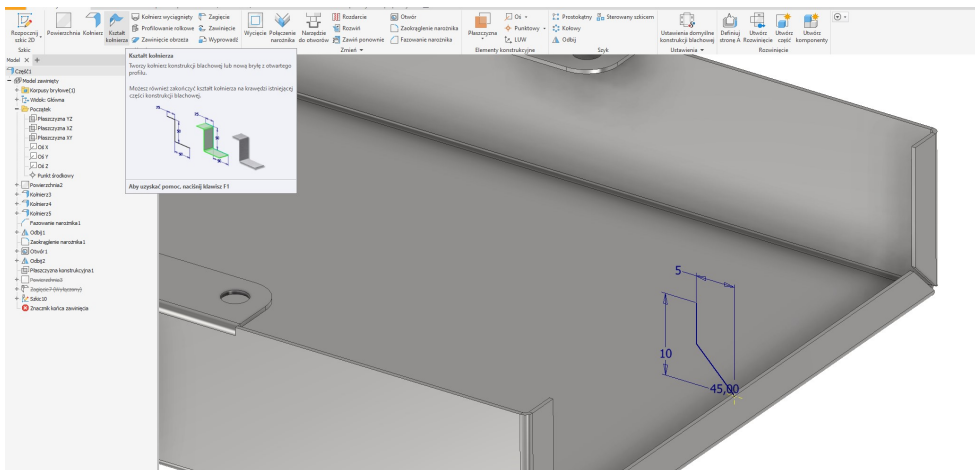 Rozpocznij szkic 2D
Powierzchnia
Kołnierz
Kształt kołnierza
Kołnierz wyciągnięty
Profilowanie rolkowe
Zawinięcie obrzeża
Zagięcie
Zawinięcie
Wyprowadź
Wycięcie
Połączenie narożnika
Narzędzie do otworów
Rozdarcie
Rozwiń
Zawiń ponownie
Otwór
Zaokrąglenie narożnika
Fazowanie narożnika
Płaszczyzna
Oś
Punktowy
LUW
Prostokątny
Sterowany szkicem
Kołowy
Odbij
Ustawienia domyślne konstrukcji blachowej
Definiuj stronę A
Utwórz Rozwinięcie
Utwórz część
Utwórz komponenty
Szkic
Zmień
Elementy konstrukcyjne
Szyk
Ustawienia
Rozwinięcie
Model × +
Część1
Model zawinięty
Korpusy bryłowe(1)
Widok: Główna
Początek
Płaszczyzna YZ
Płaszczyzna XZ
Płaszczyzna XY
Oś X
Oś Y
Oś Z
Punkt środkowy
Powierzchnia2
Kołnierz3
Kołnierz4
Kołnierz5
Fazowanie narożnika1
Odbij1
Zaokrąglenie narożnika1
Otwór1
Odbij2
Płaszczyzna konstrukcyjna1
Powierzchnia3
Zagięcie7 (Wyłączony)
Szkic10
Znacznik końca zawinięcia
Kształt kołnierza
Tworzy kołnierz konstrukcji blachowej lub nową bryłę z otwartego
profilu.
Możesz również zakończyć kształt kołnierza na krawędzi istniejącej
części konstrukcji blachowej.
Aby uzyskać pomoc, naciśnij klawisz F1
5
10
45,00